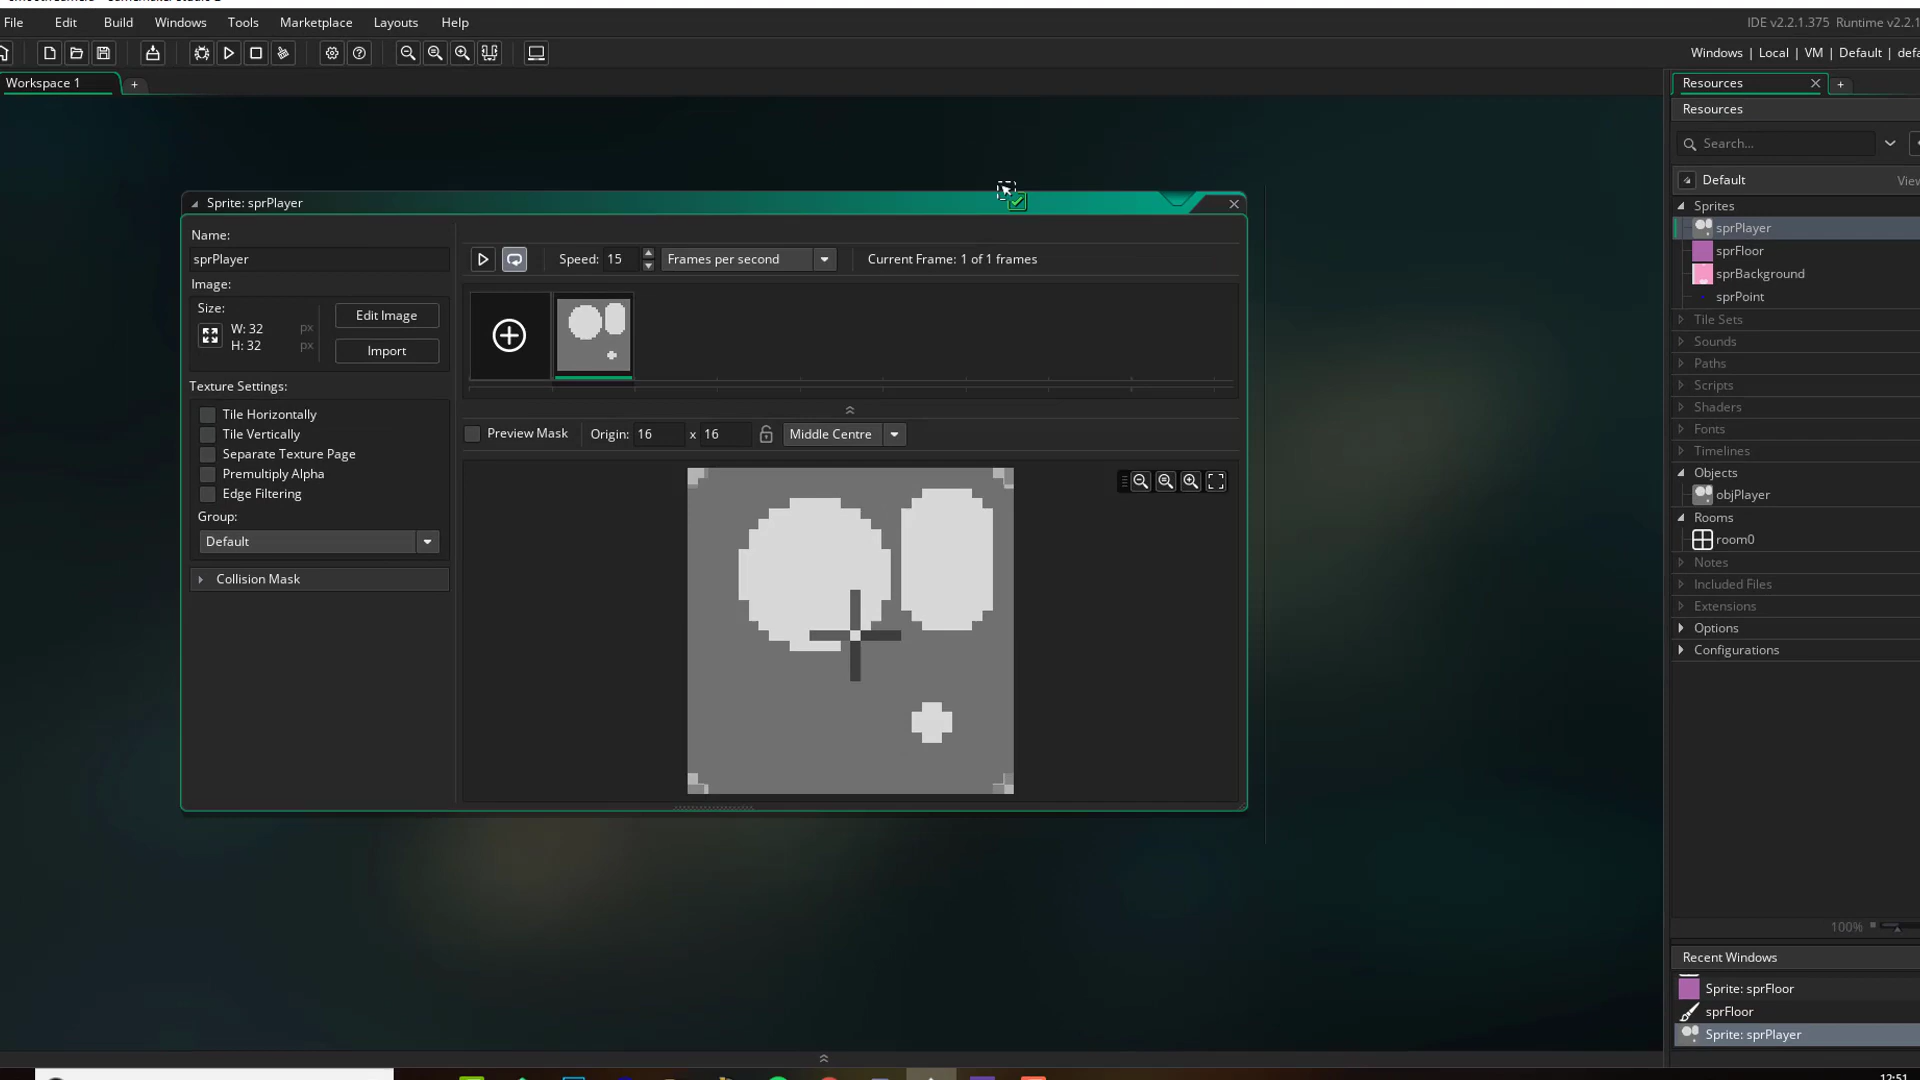 File Edit Build Windows Tools Marketplace Layouts Help
IDE v2.2.1.375 Runtime v2.2.1
Windows | Local | VM | Default |
Workspace 1
Resources
Resources
Search...
Default
Sprites
sprPlayer
sprFloor
sprBackground
sprPoint
Tile Sets
Sounds
Paths
Scripts
Shaders
Fonts
Timelines
Objects
objPlayer
Rooms
room0
Notes
Included Files
Extensions
Options
Configurations
100%
Recent Windows
Sprite: sprFloor
sprFloor
Sprite: sprPlayer
Sprite: sprPlayer
Name:
sprPlayer
Image:
Size:
W: 32 px
H: 32 px
Edit Image
Import
Texture Settings:
Tile Horizontally
Tile Vertically
Separate Texture Page
Premultiply Alpha
Edge Filtering
Group:
Default
Collision Mask
Speed: 15 Frames per second Current Frame: 1 of 1 frames
Preview Mask Origin: 16 x 16 Middle Centre